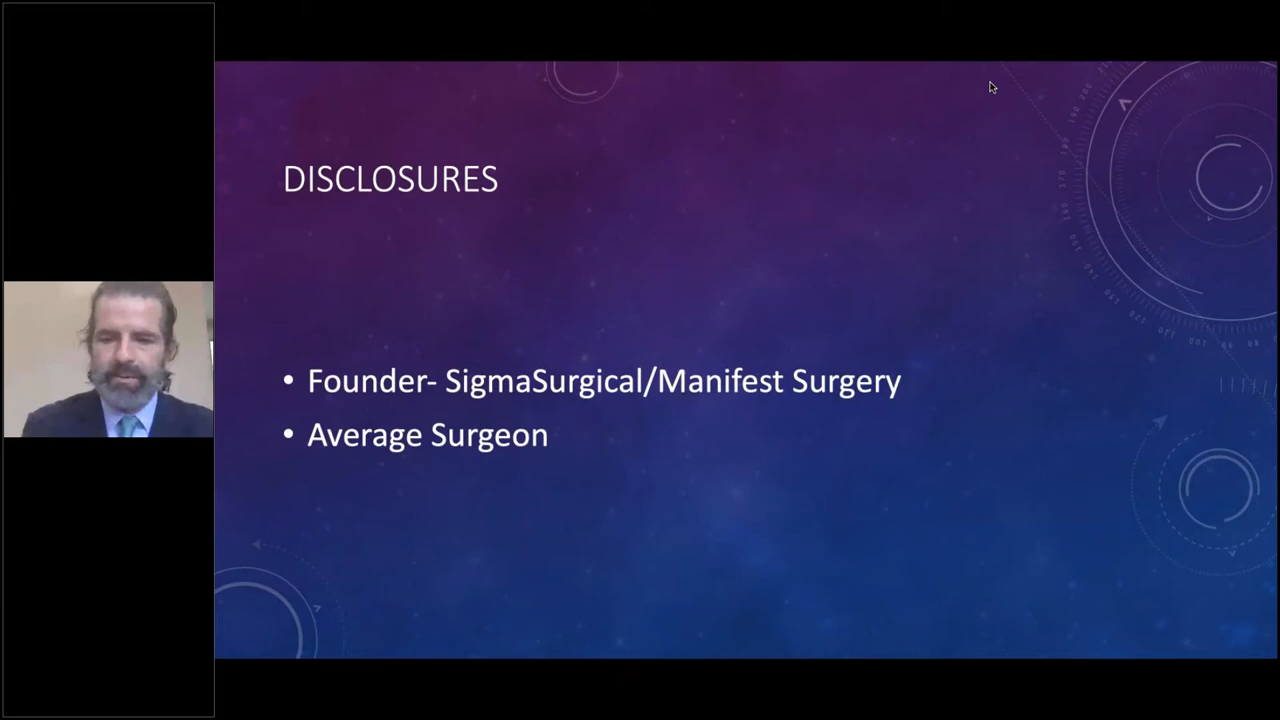 DISCLOSURES
• Founder- SigmaSurgical/Manifest Surgery
• Average Surgeon